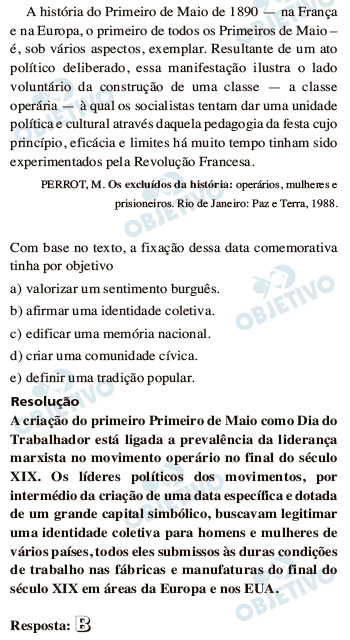 A história do Primeiro de Maio de 1890 — na França
e na Europa, o primeiro de todos os Primeiros de Maio –
é, sob vários aspectos, exemplar. Resultante de um ato
político deliberado, essa manifestação ilustra o lado
voluntário da construção de uma classe — a classe
operária — à qual os socialistas tentam dar uma unidade
política e cultural através daquela pedagogia da festa cujo
princípio, eficácia e limites há muito tempo tinham sido
experimentados pela Revolução Francesa.
PERROT, M. Os excluídos da história: operários, mulheres e
prisioneiros. Rio de Janeiro: Paz e Terra, 1988.
Com base no texto, a fixação dessa data comemorativa
tinha por objetivo
a) valorizar um sentimento burguês.
b) afirmar uma identidade coletiva.
c) edificar uma memória nacional.
d) criar uma comunidade cívica.
e) definir uma tradição popular.
Resolução
A criação do primeiro Primeiro de Maio como Dia do
Trabalhador está ligada a prevalência da liderança
marxista no movimento operário no final do século
XIX. Os líderes políticos dos movimentos, por
intermédio da criação de uma data específica e dotada
de um grande capital simbólico, buscavam legitimar
uma identidade coletiva para homens e mulheres de
vários países, todos eles submissos às duras condições
de trabalho nas fábricas e manufaturas do final do
século XIX em áreas da Europa e nos EUA.
Resposta: B
OBJETIVO
OBJETIVO
OBJETIVO
OBJETIVO
OBJETIVO
OBJETIVO
OBJETIVO